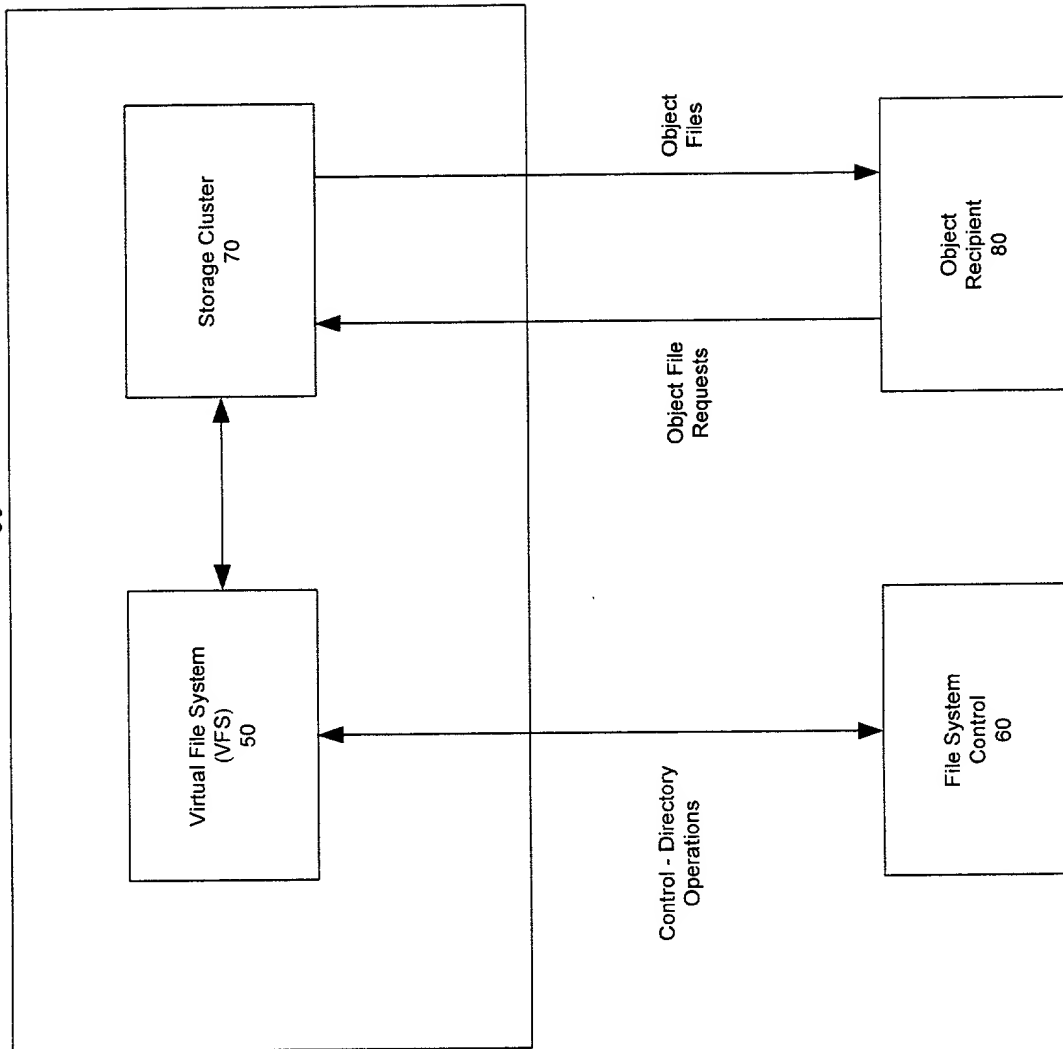 Virtual File System
(VFS)
50
Storage Cluster
70
Control - Directory
Operations
Object File
Requests
Object
Files
File System
Control
60
Object
Recipient
80